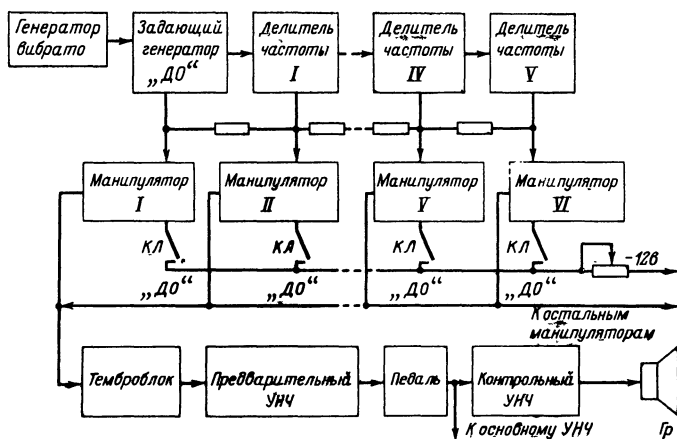 Генератор
вибрато
Задающий
генератор
„ДО“
Делитель
частоты
I
Делитель
частоты
IV
Делитель
частоты
V
Манипулятор
I
Манипулятор
II
Манипулятор
V
Манипулятор
VI
КЛ
КЛ
КЛ
КЛ
-12В
„ДО“
„ДО“
„ДО“
„ДО“
К остальным
манипуляторам
Темброблок
Предварительный
УНЧ
Педаль
Контрольный
УНЧ
К основному УНЧ
Гр